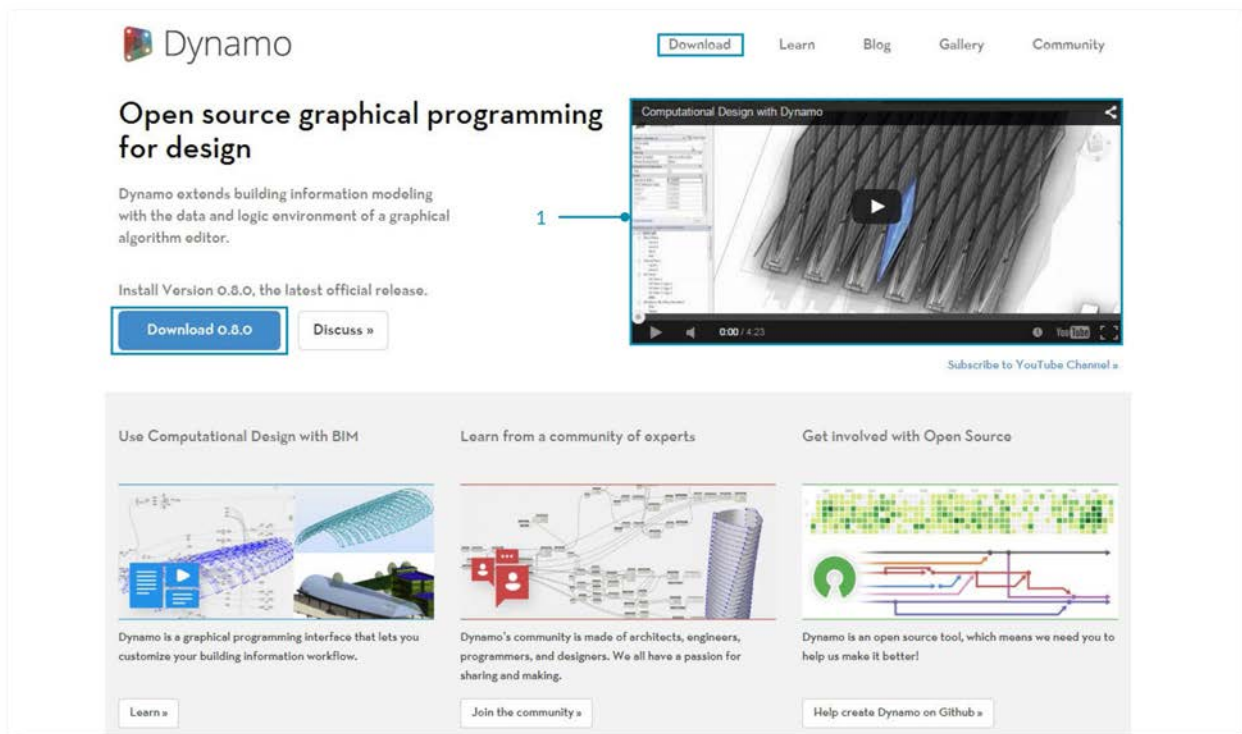 Dynamo
Download
Learn
Blog
Gallery
Community
Open source graphical programming
for design
Dynamo extends building information modeling
with the data and logic environment of a graphical
algorithm editor.
Install Version 0.8.0, the latest official release.
Download 0.8.0
Discuss »
1
Computational Design with Dynamo
0:00 / 4:23
YouTube
Subscribe to YouTube Channel »
Use Computational Design with BIM
Dynamo is a graphical programming interface that lets you
customize your building information workflow.
Learn »
Learn from a community of experts
Dynamo's community is made of architects, engineers,
programmers, and designers. We all have a passion for
sharing and making.
Join the community »
Get involved with Open Source
Dynamo is an open source tool, which means we need you to
help us make it better!
Help create Dynamo on Github »